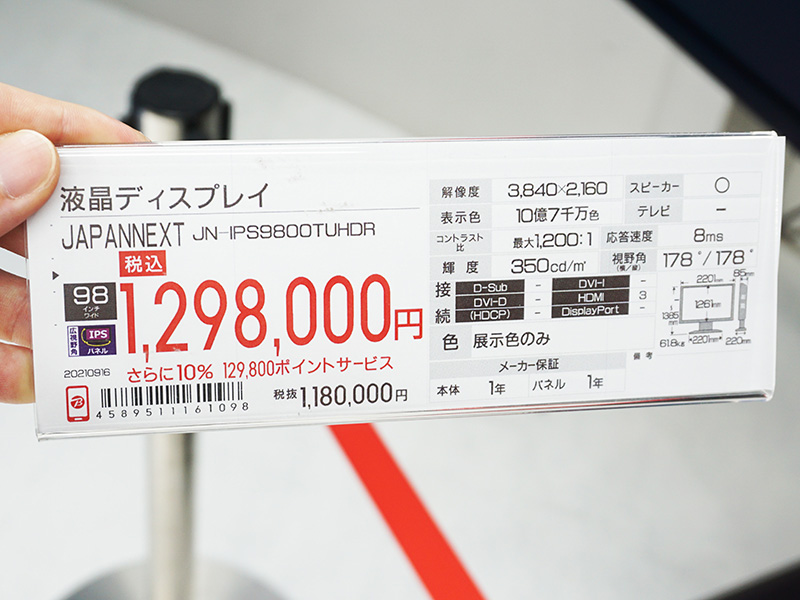 液晶ディスプレイ
JAPANNEXT JN-IPS9800TUHDR
税込
98
インチ
ワイド
1,298,000円
広視野角
IPS
パネル
20210916
さらに10% 129,800ポイントサービス
4589511161098
税抜 1,180,000円
解像度 3,840×2,160 スピーカー ○
表示色 10億7千万色 テレビ −
コントラスト比 最大1,200:1 応答速度 8ms
輝度 350cd/㎡ 視野角(横/縦) 178°/178°
接続
D-Sub - DVI-I -
DVI-D - HDMI 3
(HDCP) - DisplayPort -
色 展示色のみ
メーカー保証
本体 1年 パネル 1年
備考
2201mm 85mm
1261mm
1385mm
61.8kg 2201mm 220mm